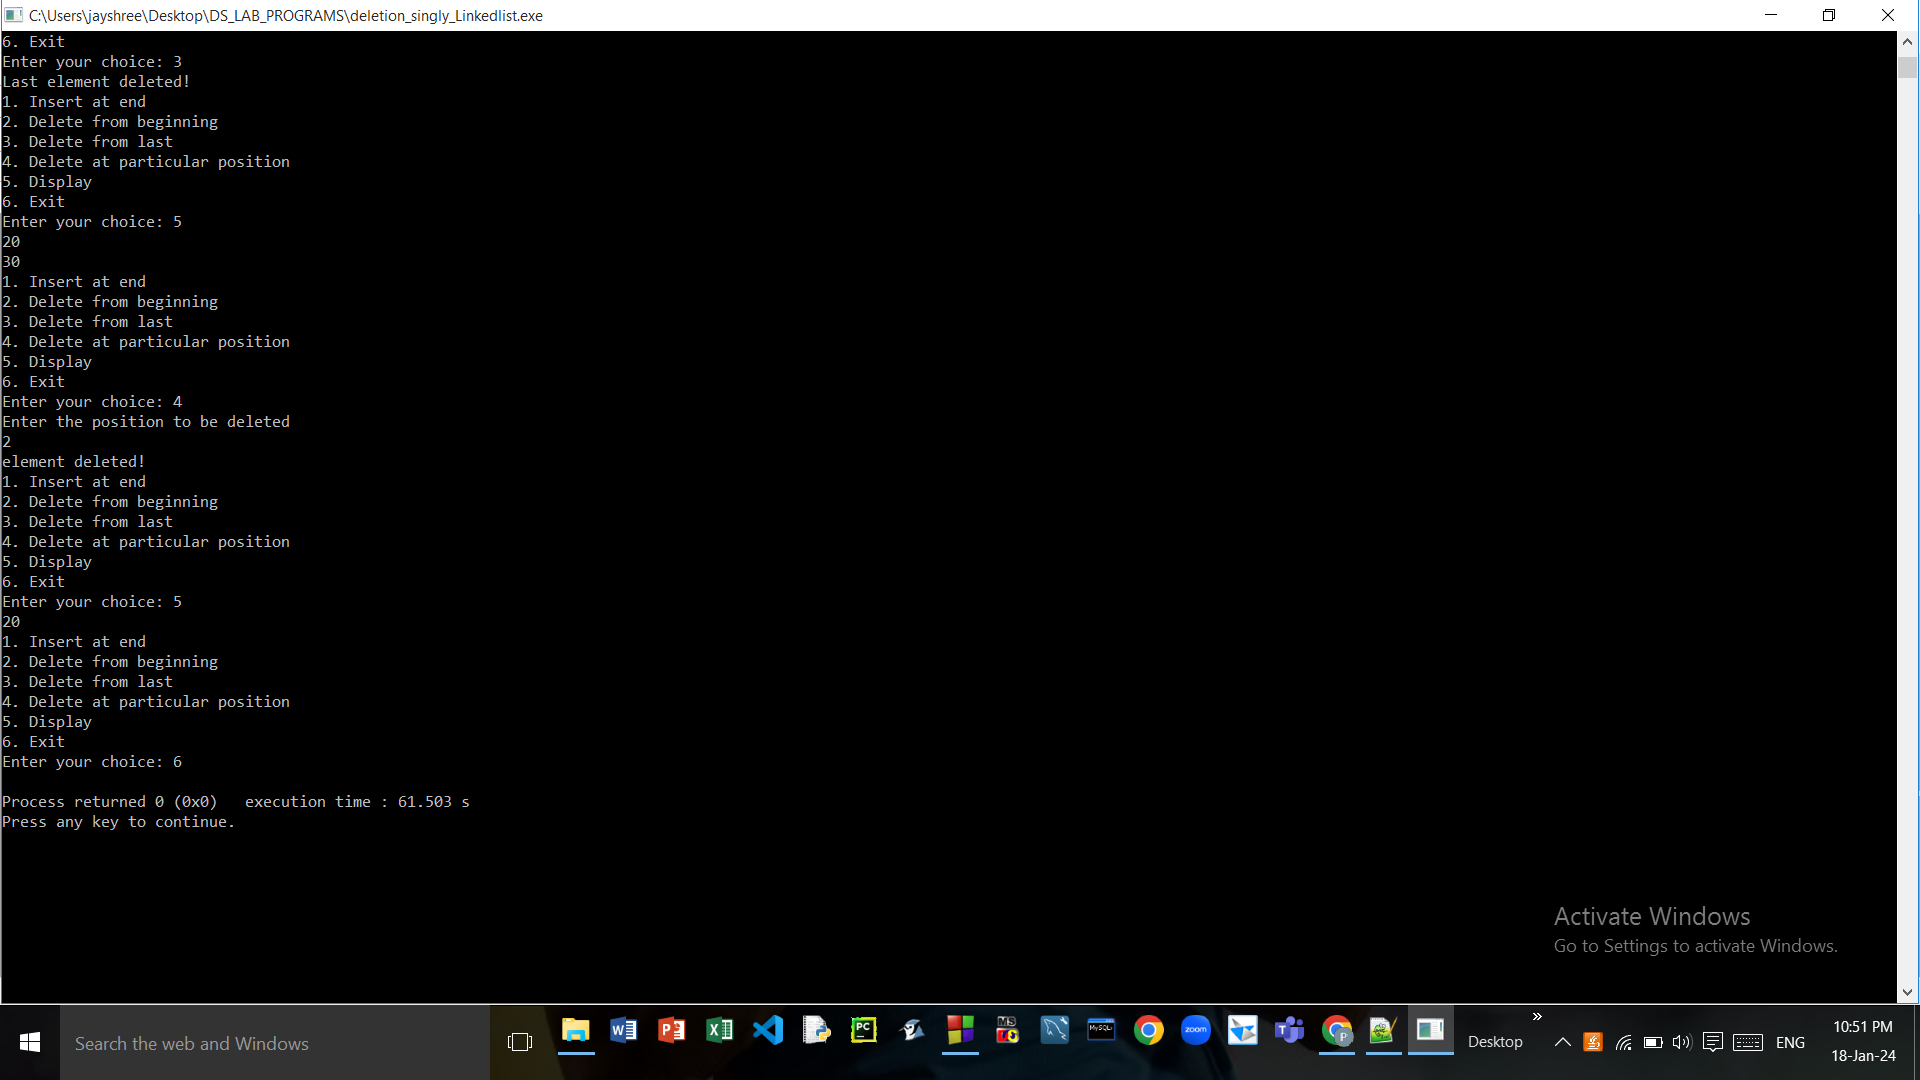 C:\Users\jayshree\Desktop\DS_LAB_PROGRAMS\deletion_singly_Linkedlist.exe
6. Exit
Enter your choice: 3
Last element deleted!
1. Insert at end
2. Delete from beginning
3. Delete from last
4. Delete at particular position
5. Display
6. Exit
Enter your choice: 5
20
30
1. Insert at end
2. Delete from beginning
3. Delete from last
4. Delete at particular position
5. Display
6. Exit
Enter your choice: 4
Enter the position to be deleted
2
element deleted!
1. Insert at end
2. Delete from beginning
3. Delete from last
4. Delete at particular position
5. Display
6. Exit
Enter your choice: 5
20
1. Insert at end
2. Delete from beginning
3. Delete from last
4. Delete at particular position
5. Display
6. Exit
Enter your choice: 6
Process returned 0 (0x0)   execution time : 61.503 s
Press any key to continue.
Activate Windows
Go to Settings to activate Windows.
Search the web and Windows
PC
MS
MySQL
zoom
Desktop
ENG
10:51 PM
18-Jan-24